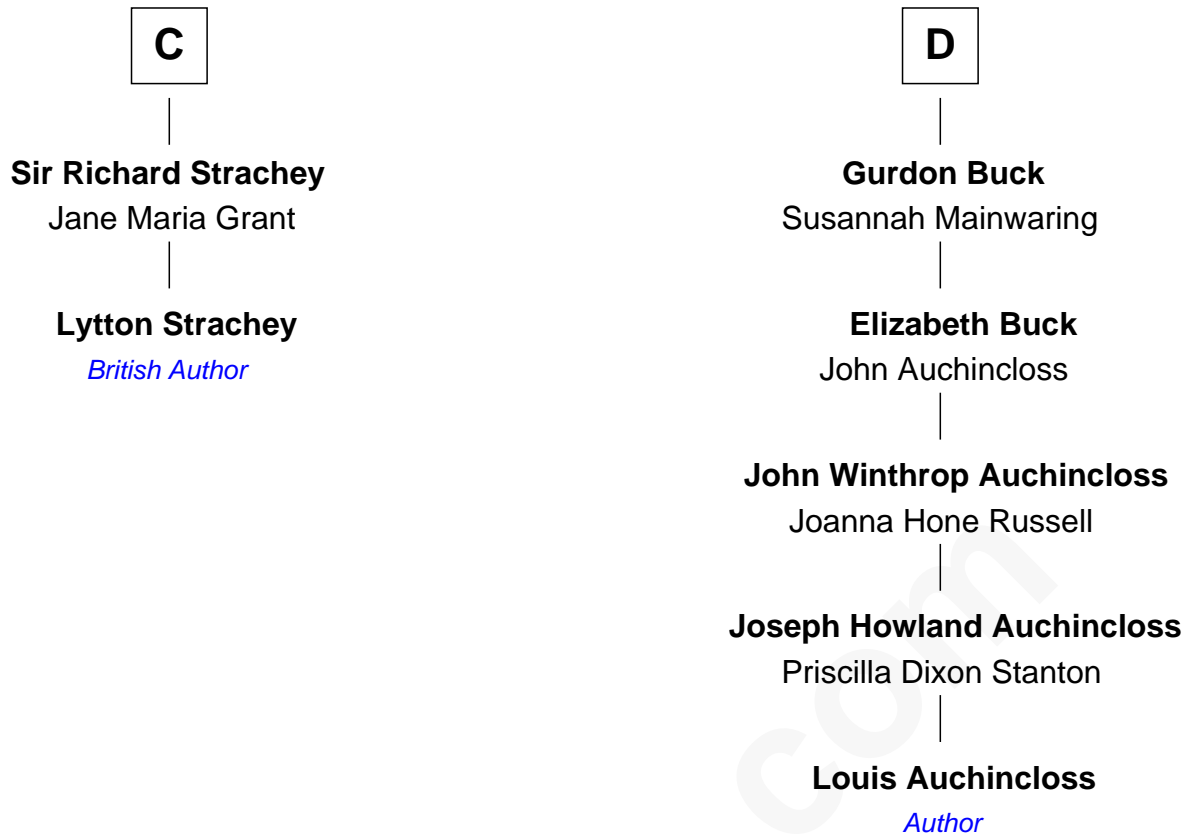 C
Sir Richard Strachey
Jane Maria Grant
Lytton Strachey
British Author
D
Gurdon Buck
Susannah Mainwaring
Elizabeth Buck
John Auchincloss
John Winthrop Auchincloss
Joanna Hone Russell
Joseph Howland Auchincloss
Priscilla Dixon Stanton
Louis Auchincloss
Author
com